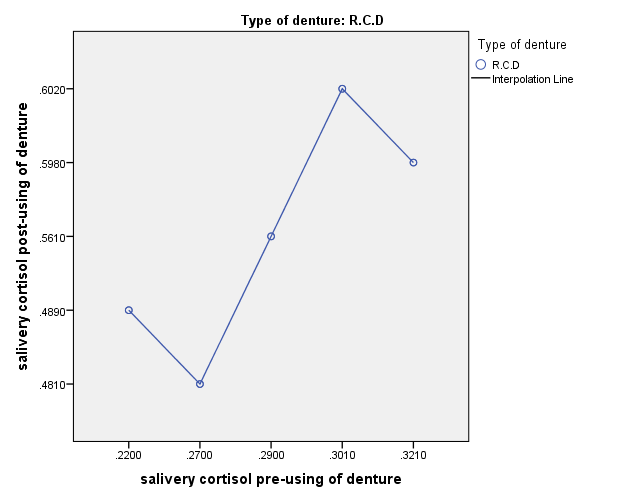 Type of denture: R.C.D
Type of denture
R.C.D
Interpolation Line
salivery cortisol post-using of denture
.6020
.5980
.5610
.4890
.4810
.2200 .2700 .2900 .3010 .3210
salivery cortisol pre-using of denture